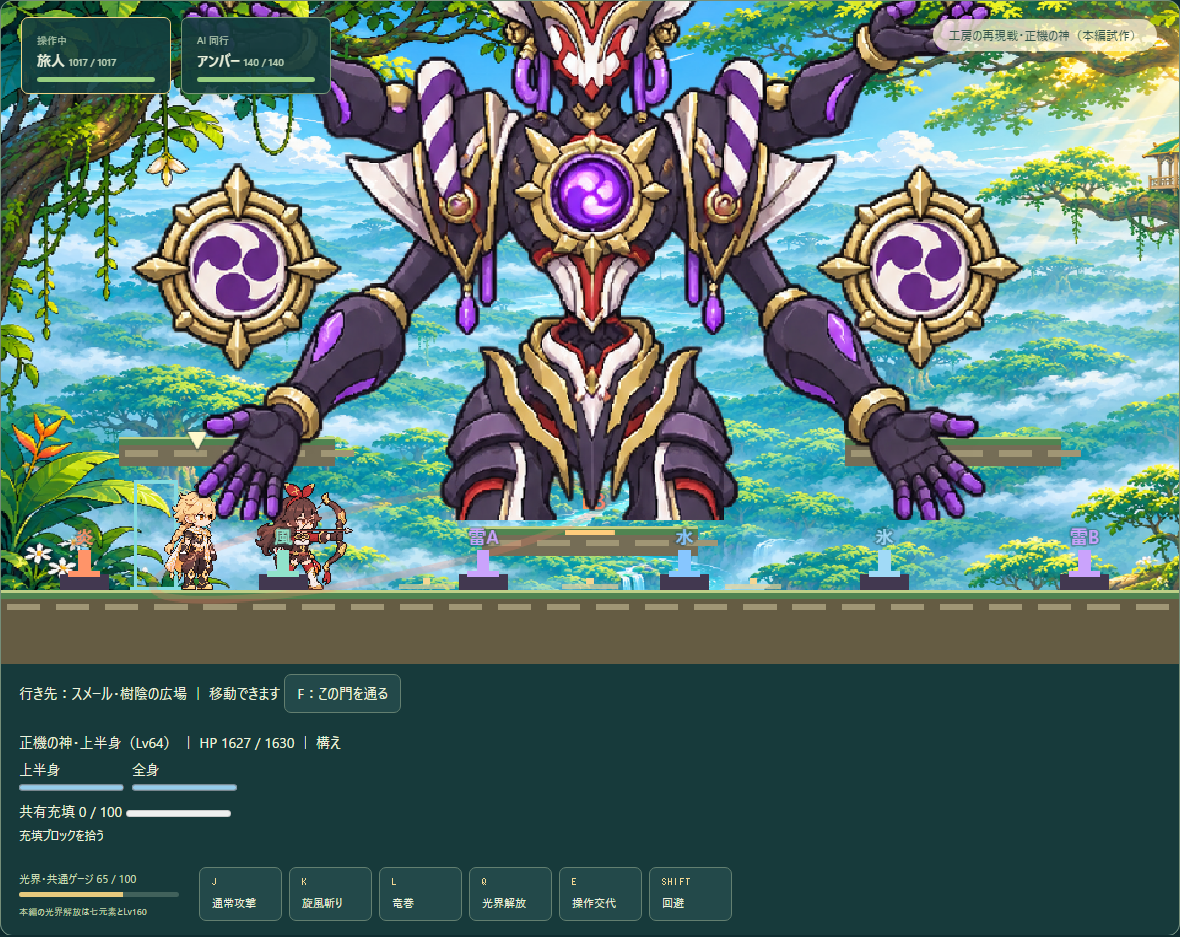 操作中
旅人 1017 / 1017
AI 同行
アンバー 140 / 140
工房の再現戦・正機の神（本編試作）
炎
風
雷A
水
氷
雷B
行き先：スメール・樹陰の広場 ｜ 移動できます
F：この門を通る
正機の神・上半身（Lv64） ｜ HP 1627 / 1630 ｜ 構え
上半身
全身
共有充填 0 / 100
充填ブロックを拾う
光界・共通ゲージ 65 / 100
本編の光界解放は七元素とLv160
J
通常攻撃
K
旋風斬り
L
竜巻
Q
光界解放
E
操作交代
SHIFT
回避